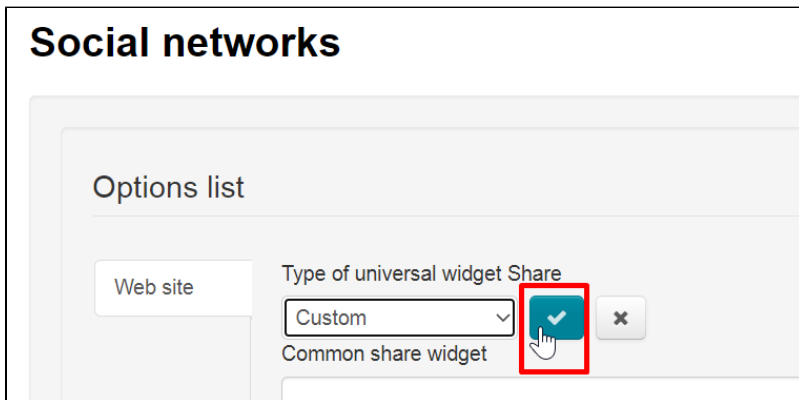 Social networks
Options list
Web site
Type of universal widget Share
Custom
Common share widget